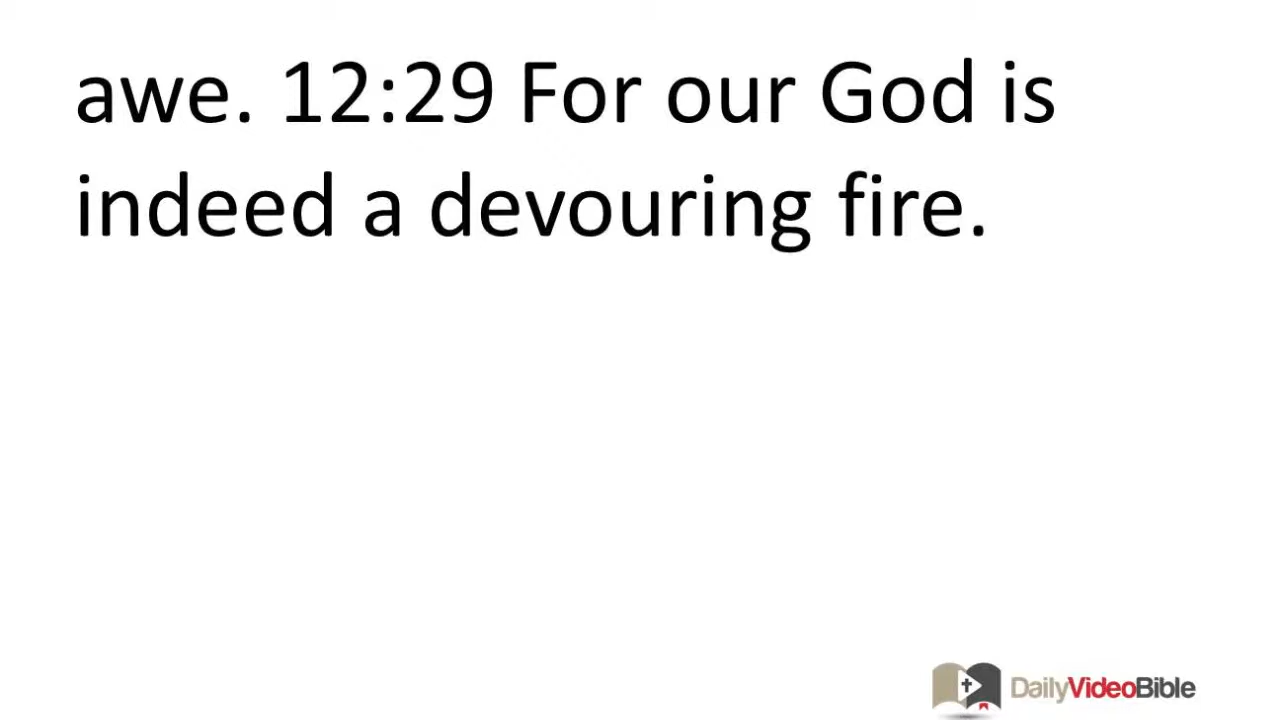 awe. 12:29 For our God is
indeed a devouring fire.
DailyVideoBible